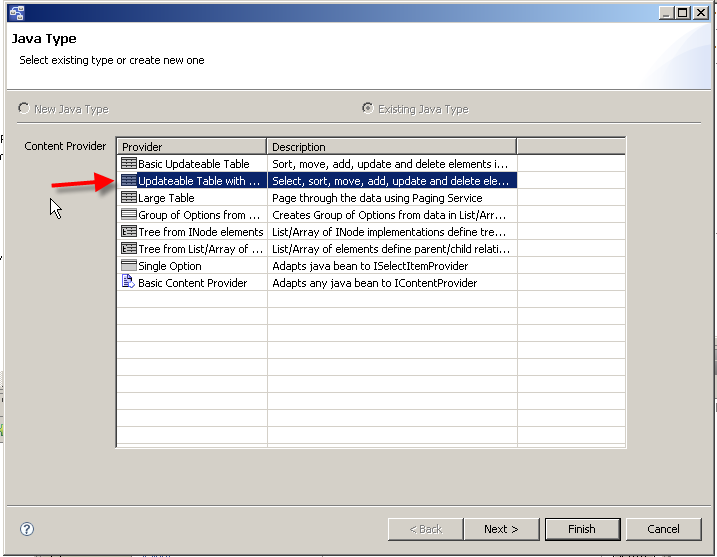 Java Type
Select existing type or create new one
New Java Type Existing Java Type
Content Provider
Provider Description
Basic Updateable Table Sort, move, add, update and delete elements i...
Updateable Table with ... Select, sort, move, add, update and delete ele...
Large Table Page through the data using Paging Service
Group of Options from ... Creates Group of Options from data in List/Arr...
Tree from INode elements List/Array of INode implementations define tre...
Tree from List/Array of ... List/Array of elements define parent/child relati...
Single Option Adapts java bean to ISelectItemProvider
Basic Content Provider Adapts any java bean to IContentProvider
? < Back Next > Finish Cancel